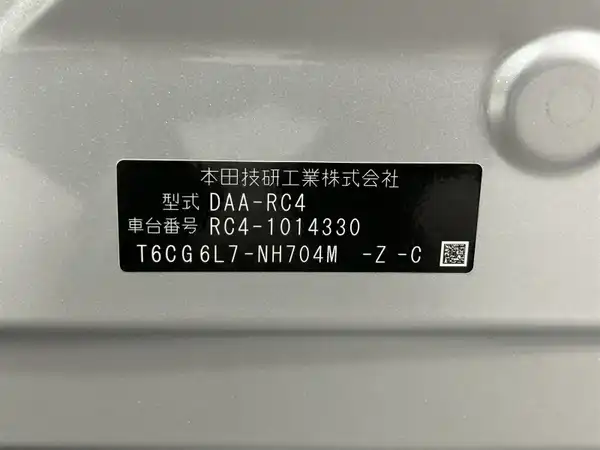 本田技研工業株式会社
型式 DAA-RC4
車台番号 RC4-1014330
T6CG6L7-NH704M -Z -C